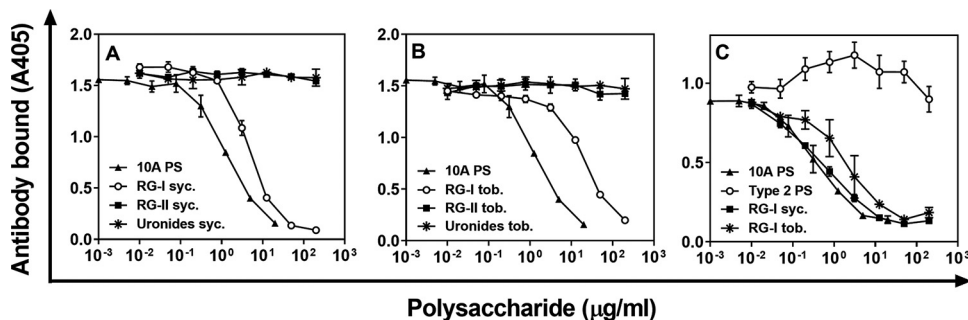 Antibody bound (A405)
A
2.0
1.5
1.0
0.5
0.0
10A PS
RG-I syc.
RG-II syc.
Uronides syc.
10-3 10-2 10-1 100 101 102 103
B
2.0
1.5
1.0
0.5
0.0
10A PS
RG-I tob.
RG-II tob.
Uronides tob.
10-3 10-2 10-1 100 101 102 103
C
1.0
0.5
0.0
10A PS
Type 2 PS
RG-I syc.
RG-I tob.
10-3 10-2 10-1 100 101 102 103
Polysaccharide (µg/ml)